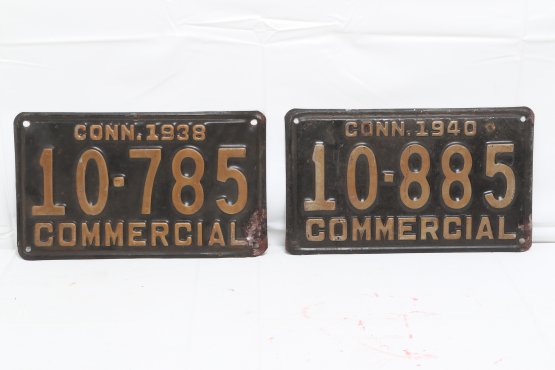 CONN. 1938
10-785
COMMERCIAL
CONN. 1940
10-885
COMMERCIAL